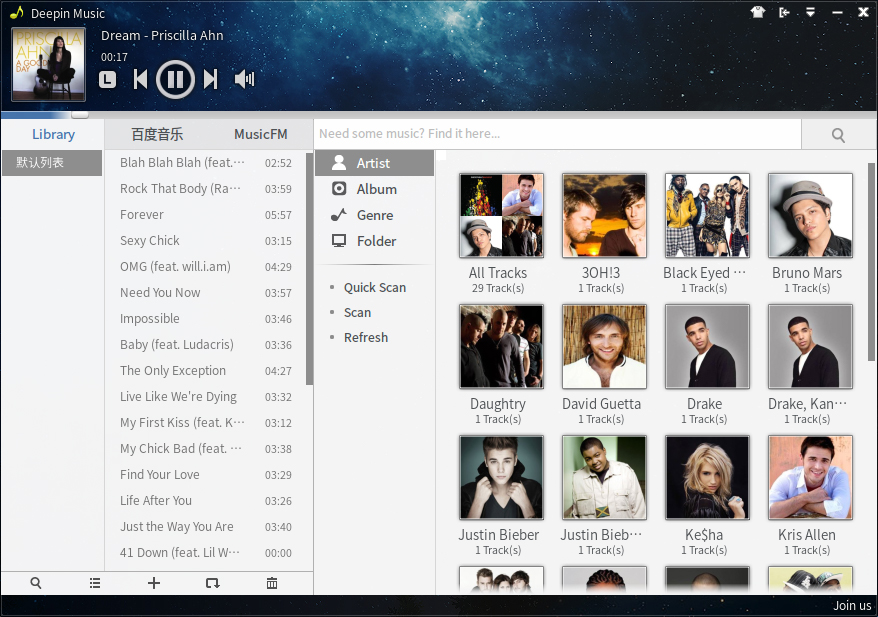 Deepin Music
PRISCILLA
AHN
A GOOD
DAY
Dream - Priscilla Ahn
00:17
L
Library
百度音乐
MusicFM
Need some music? Find it here...
默认列表
Blah Blah Blah (feat.··· 02:52
Rock That Body (Ra··· 03:59
Forever 05:57
Sexy Chick 03:15
OMG (feat. will.i.am) 04:29
Need You Now 03:57
Impossible 03:46
Baby (feat. Ludacris) 03:36
The Only Exception 04:27
Live Like We're Dying 03:32
My First Kiss (feat. K··· 03:12
My Chick Bad (feat. ··· 03:38
Find Your Love 03:29
Life After You 03:26
Just the Way You Are 03:40
41 Down (feat. Lil W··· 00:00
Artist
Album
Genre
Folder
Quick Scan
Scan
Refresh
All Tracks
29 Track(s)
3OH!3
1 Track(s)
Black Eyed ···
1 Track(s)
Bruno Mars
1 Track(s)
Daughtry
1 Track(s)
David Guetta
1 Track(s)
Drake
1 Track(s)
Drake, Kan···
1 Track(s)
Justin Bieber
1 Track(s)
Justin Bieb···
1 Track(s)
Ke$ha
1 Track(s)
Kris Allen
1 Track(s)
Join us